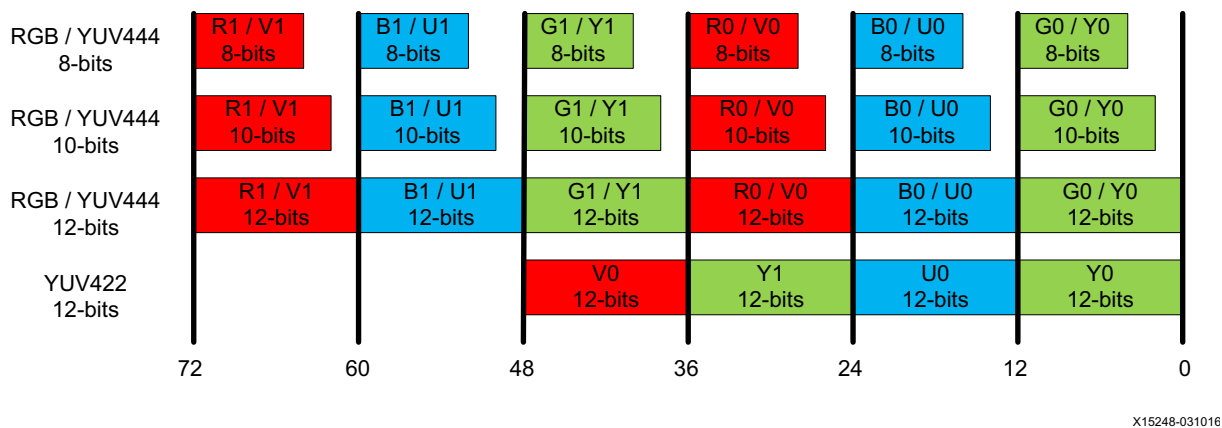 RGB / YUV444
8-bits
R1 / V1
8-bits
B1 / U1
8-bits
G1 / Y1
8-bits
R0 / V0
8-bits
B0 / U0
8-bits
G0 / Y0
8-bits
RGB / YUV444
10-bits
R1 / V1
10-bits
B1 / U1
10-bits
G1 / Y1
10-bits
R0 / V0
10-bits
B0 / U0
10-bits
G0 / Y0
10-bits
RGB / YUV444
12-bits
R1 / V1
12-bits
B1 / U1
12-bits
G1 / Y1
12-bits
R0 / V0
12-bits
B0 / U0
12-bits
G0 / Y0
12-bits
YUV422
12-bits
V0
12-bits
Y1
12-bits
U0
12-bits
Y0
12-bits
72 60 48 36 24 12 0
X15248-031016